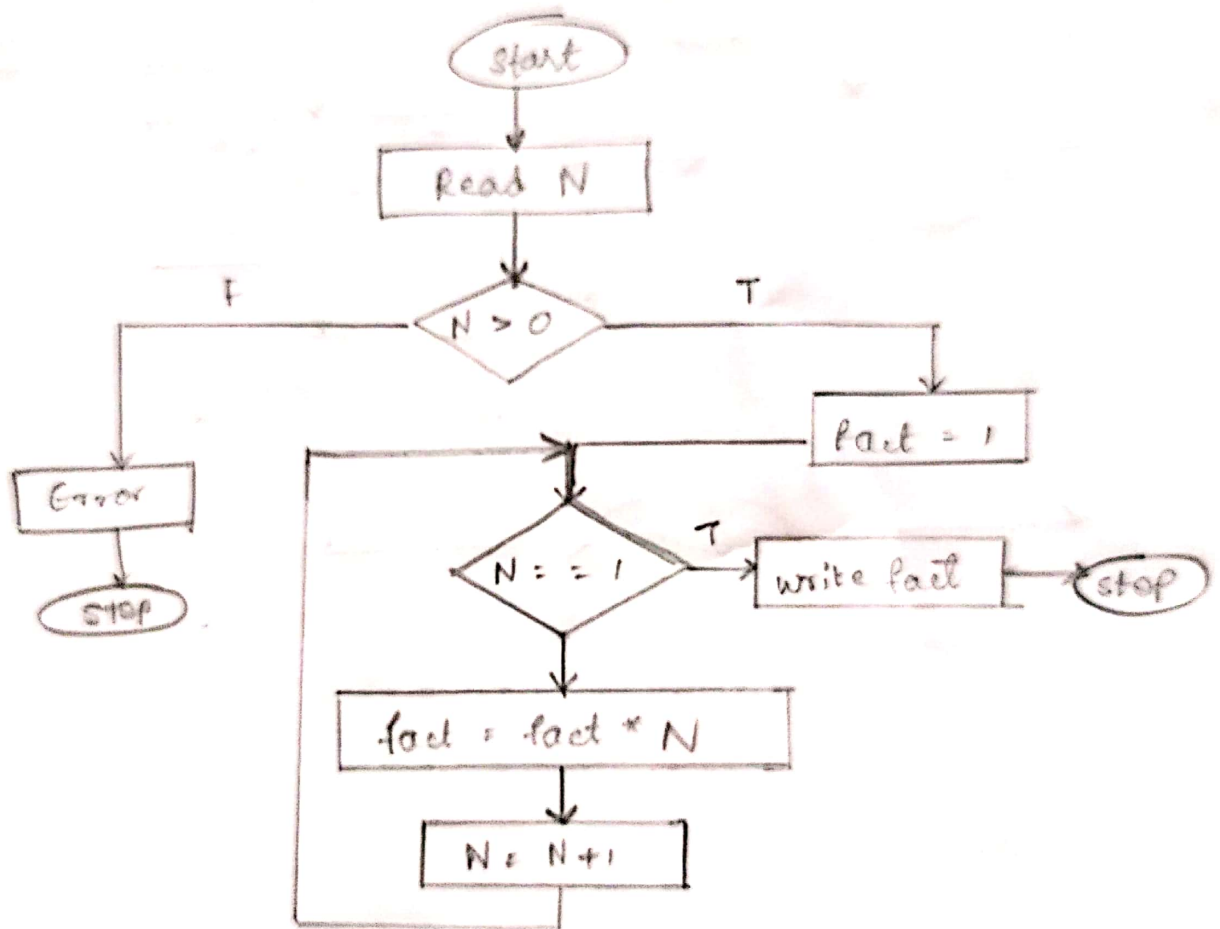 Start
Read N
F
T
N > 0
fact = 1
Error
N = = 1
T
write fact
stop
stop
fact = fact * N
N = N+1